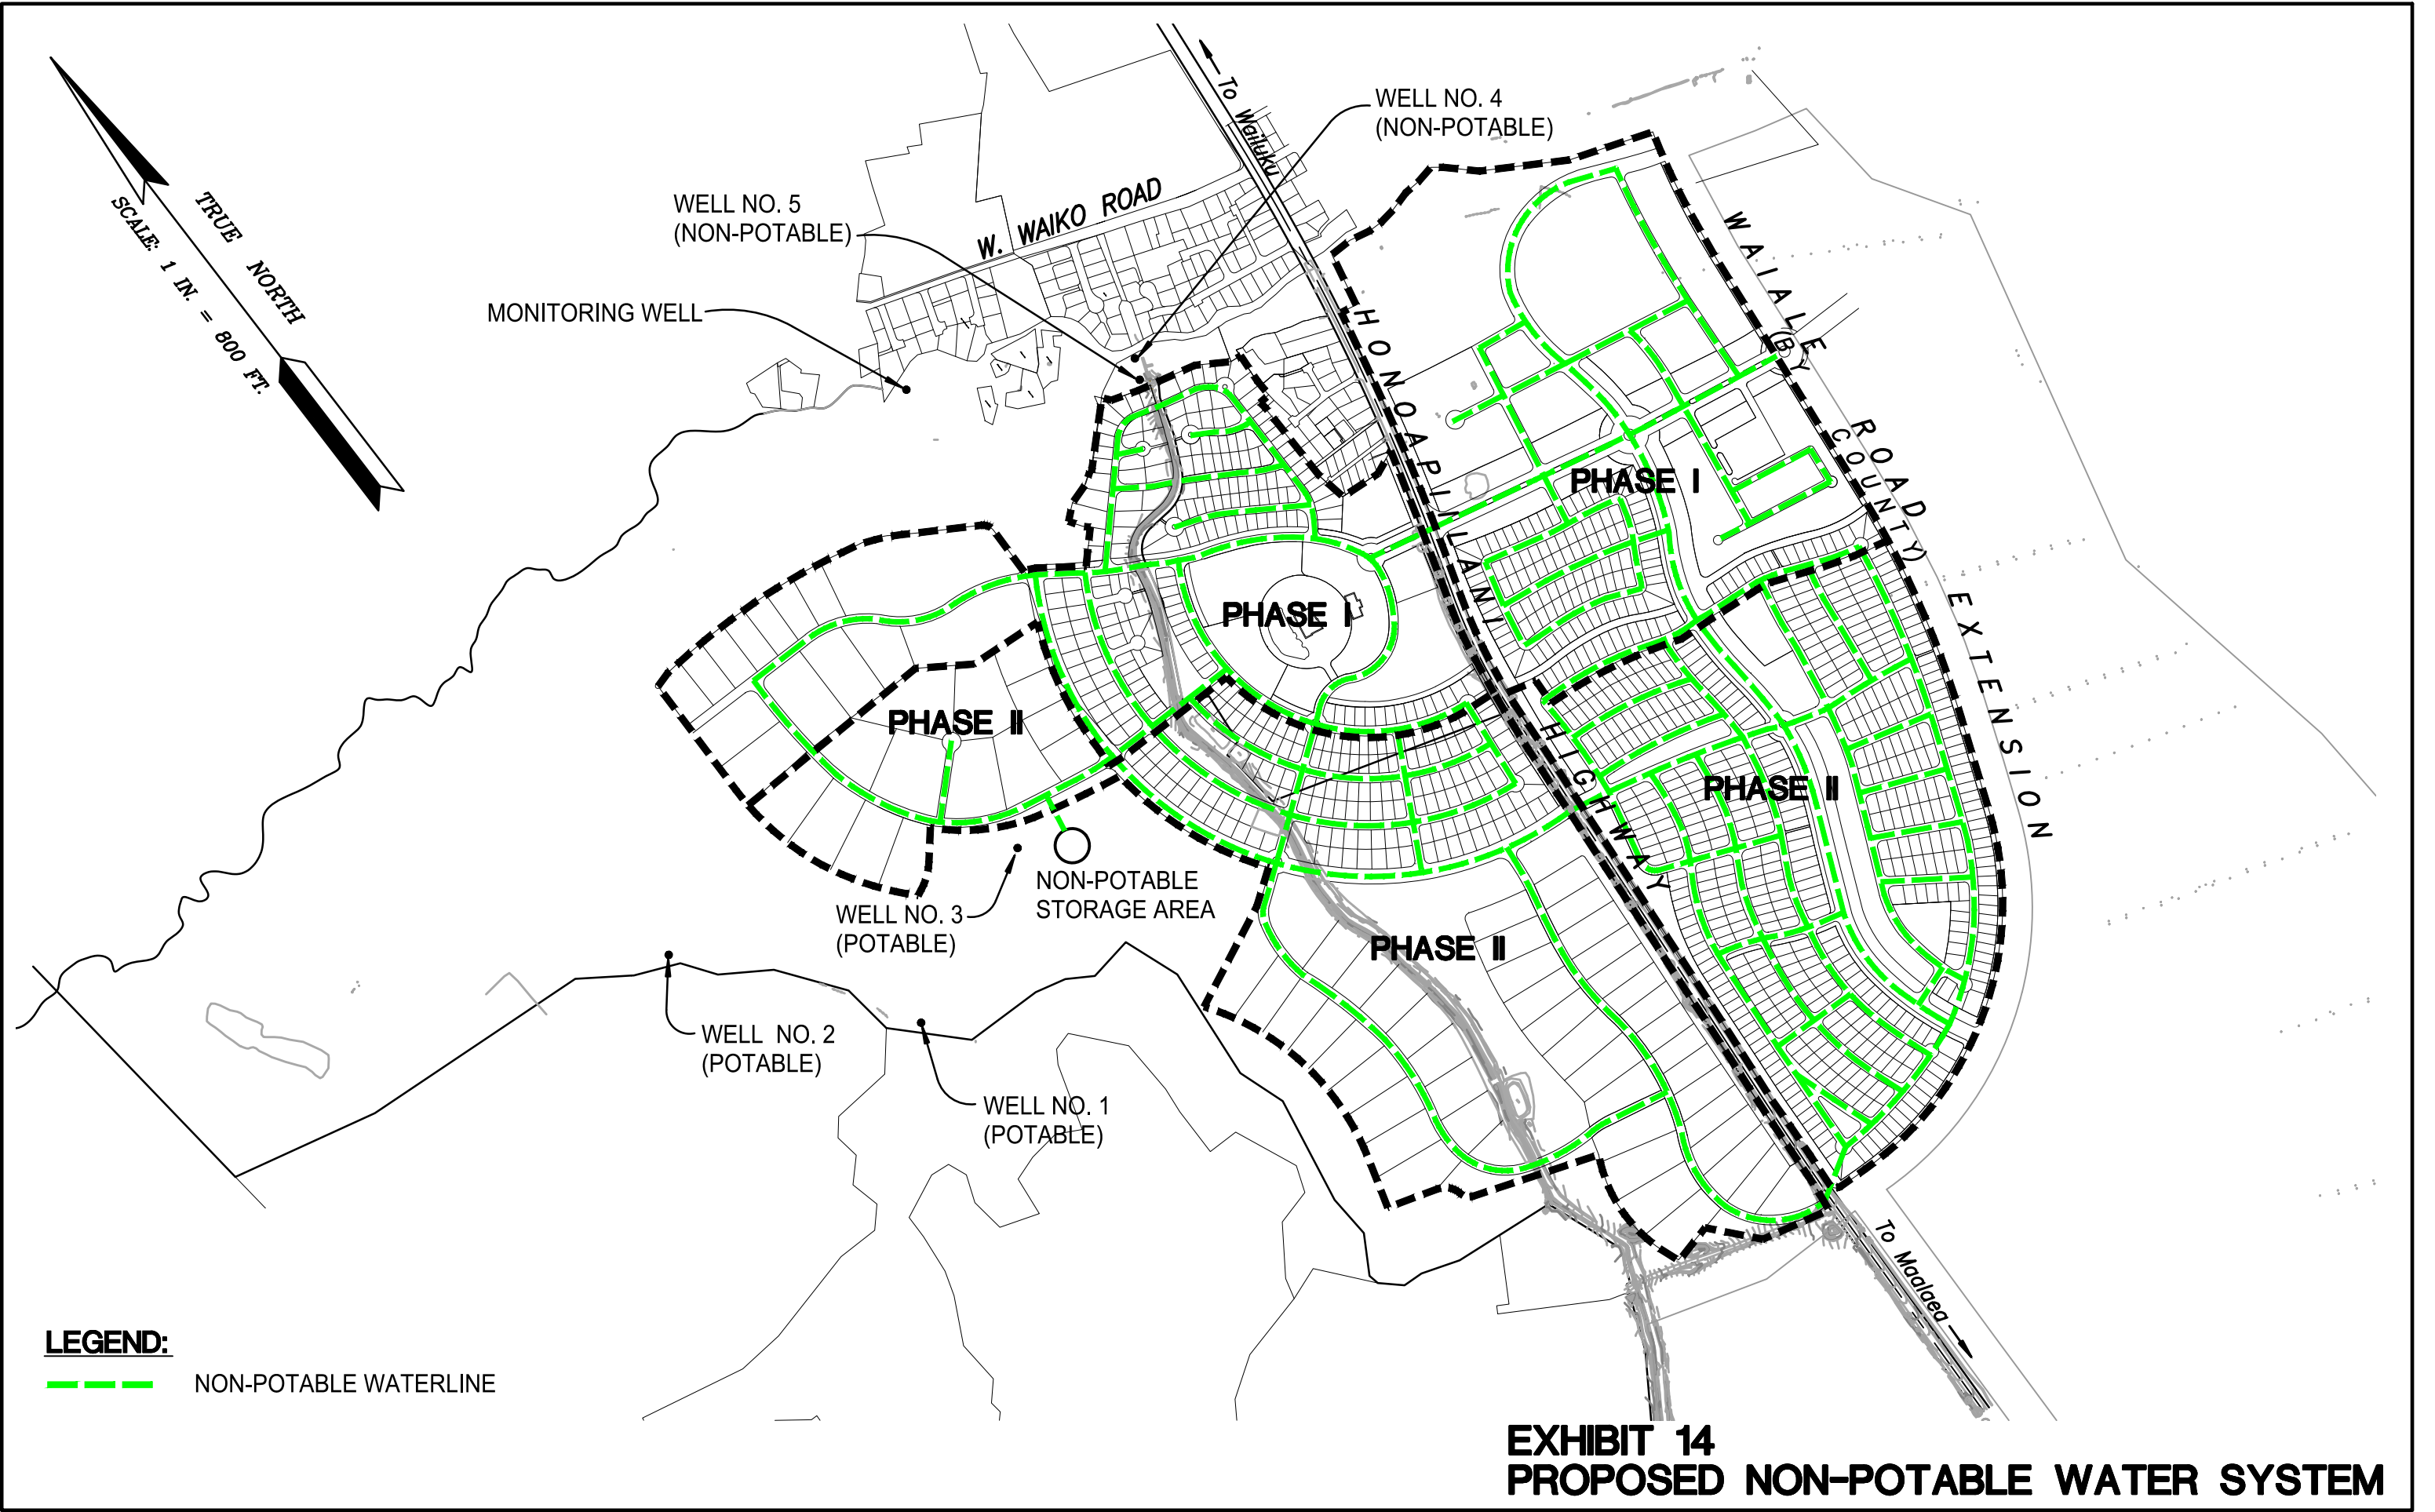 WELL NO. 4
(NON-POTABLE)
To Wailuku
WELL NO. 5
(NON-POTABLE)
W. WAIKO ROAD
TRUE NORTH
SCALE: 1 IN. = 800 FT.
MONITORING WELL
HONOAPIILANI HIGHWAY
WAIALE ROAD EXTENSION
(BY COUNTY)
PHASE I
PHASE I
PHASE II
PHASE II
PHASE II
NON-POTABLE
STORAGE AREA
WELL NO. 3
(POTABLE)
WELL NO. 2
(POTABLE)
WELL NO. 1
(POTABLE)
To Maalaea
LEGEND:
NON-POTABLE WATERLINE
EXHIBIT 14
PROPOSED NON-POTABLE WATER SYSTEM